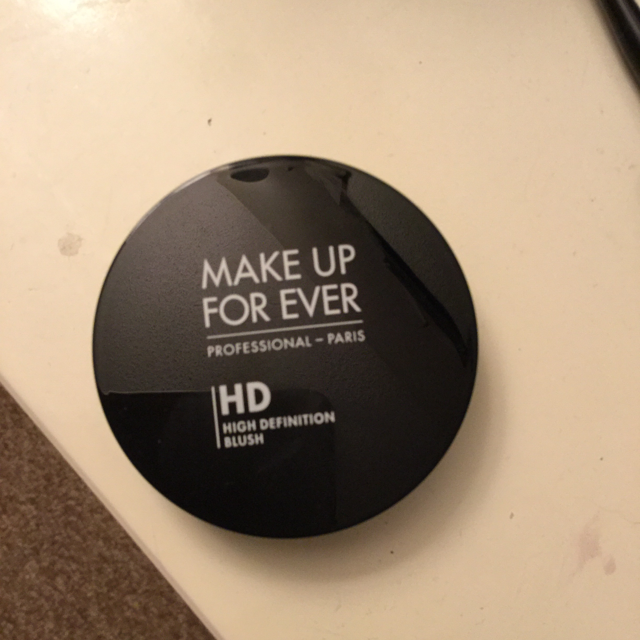 MAKE UP
FOR EVER
PROFESSIONAL – PARIS
HD
HIGH DEFINITION
BLUSH